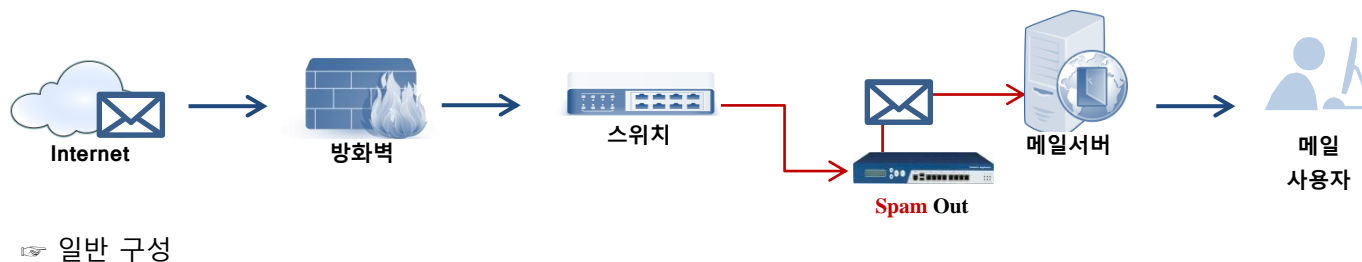 Internet
방화벽
스위치
Spam Out
메일서버
메일
사용자
☞ 일반 구성